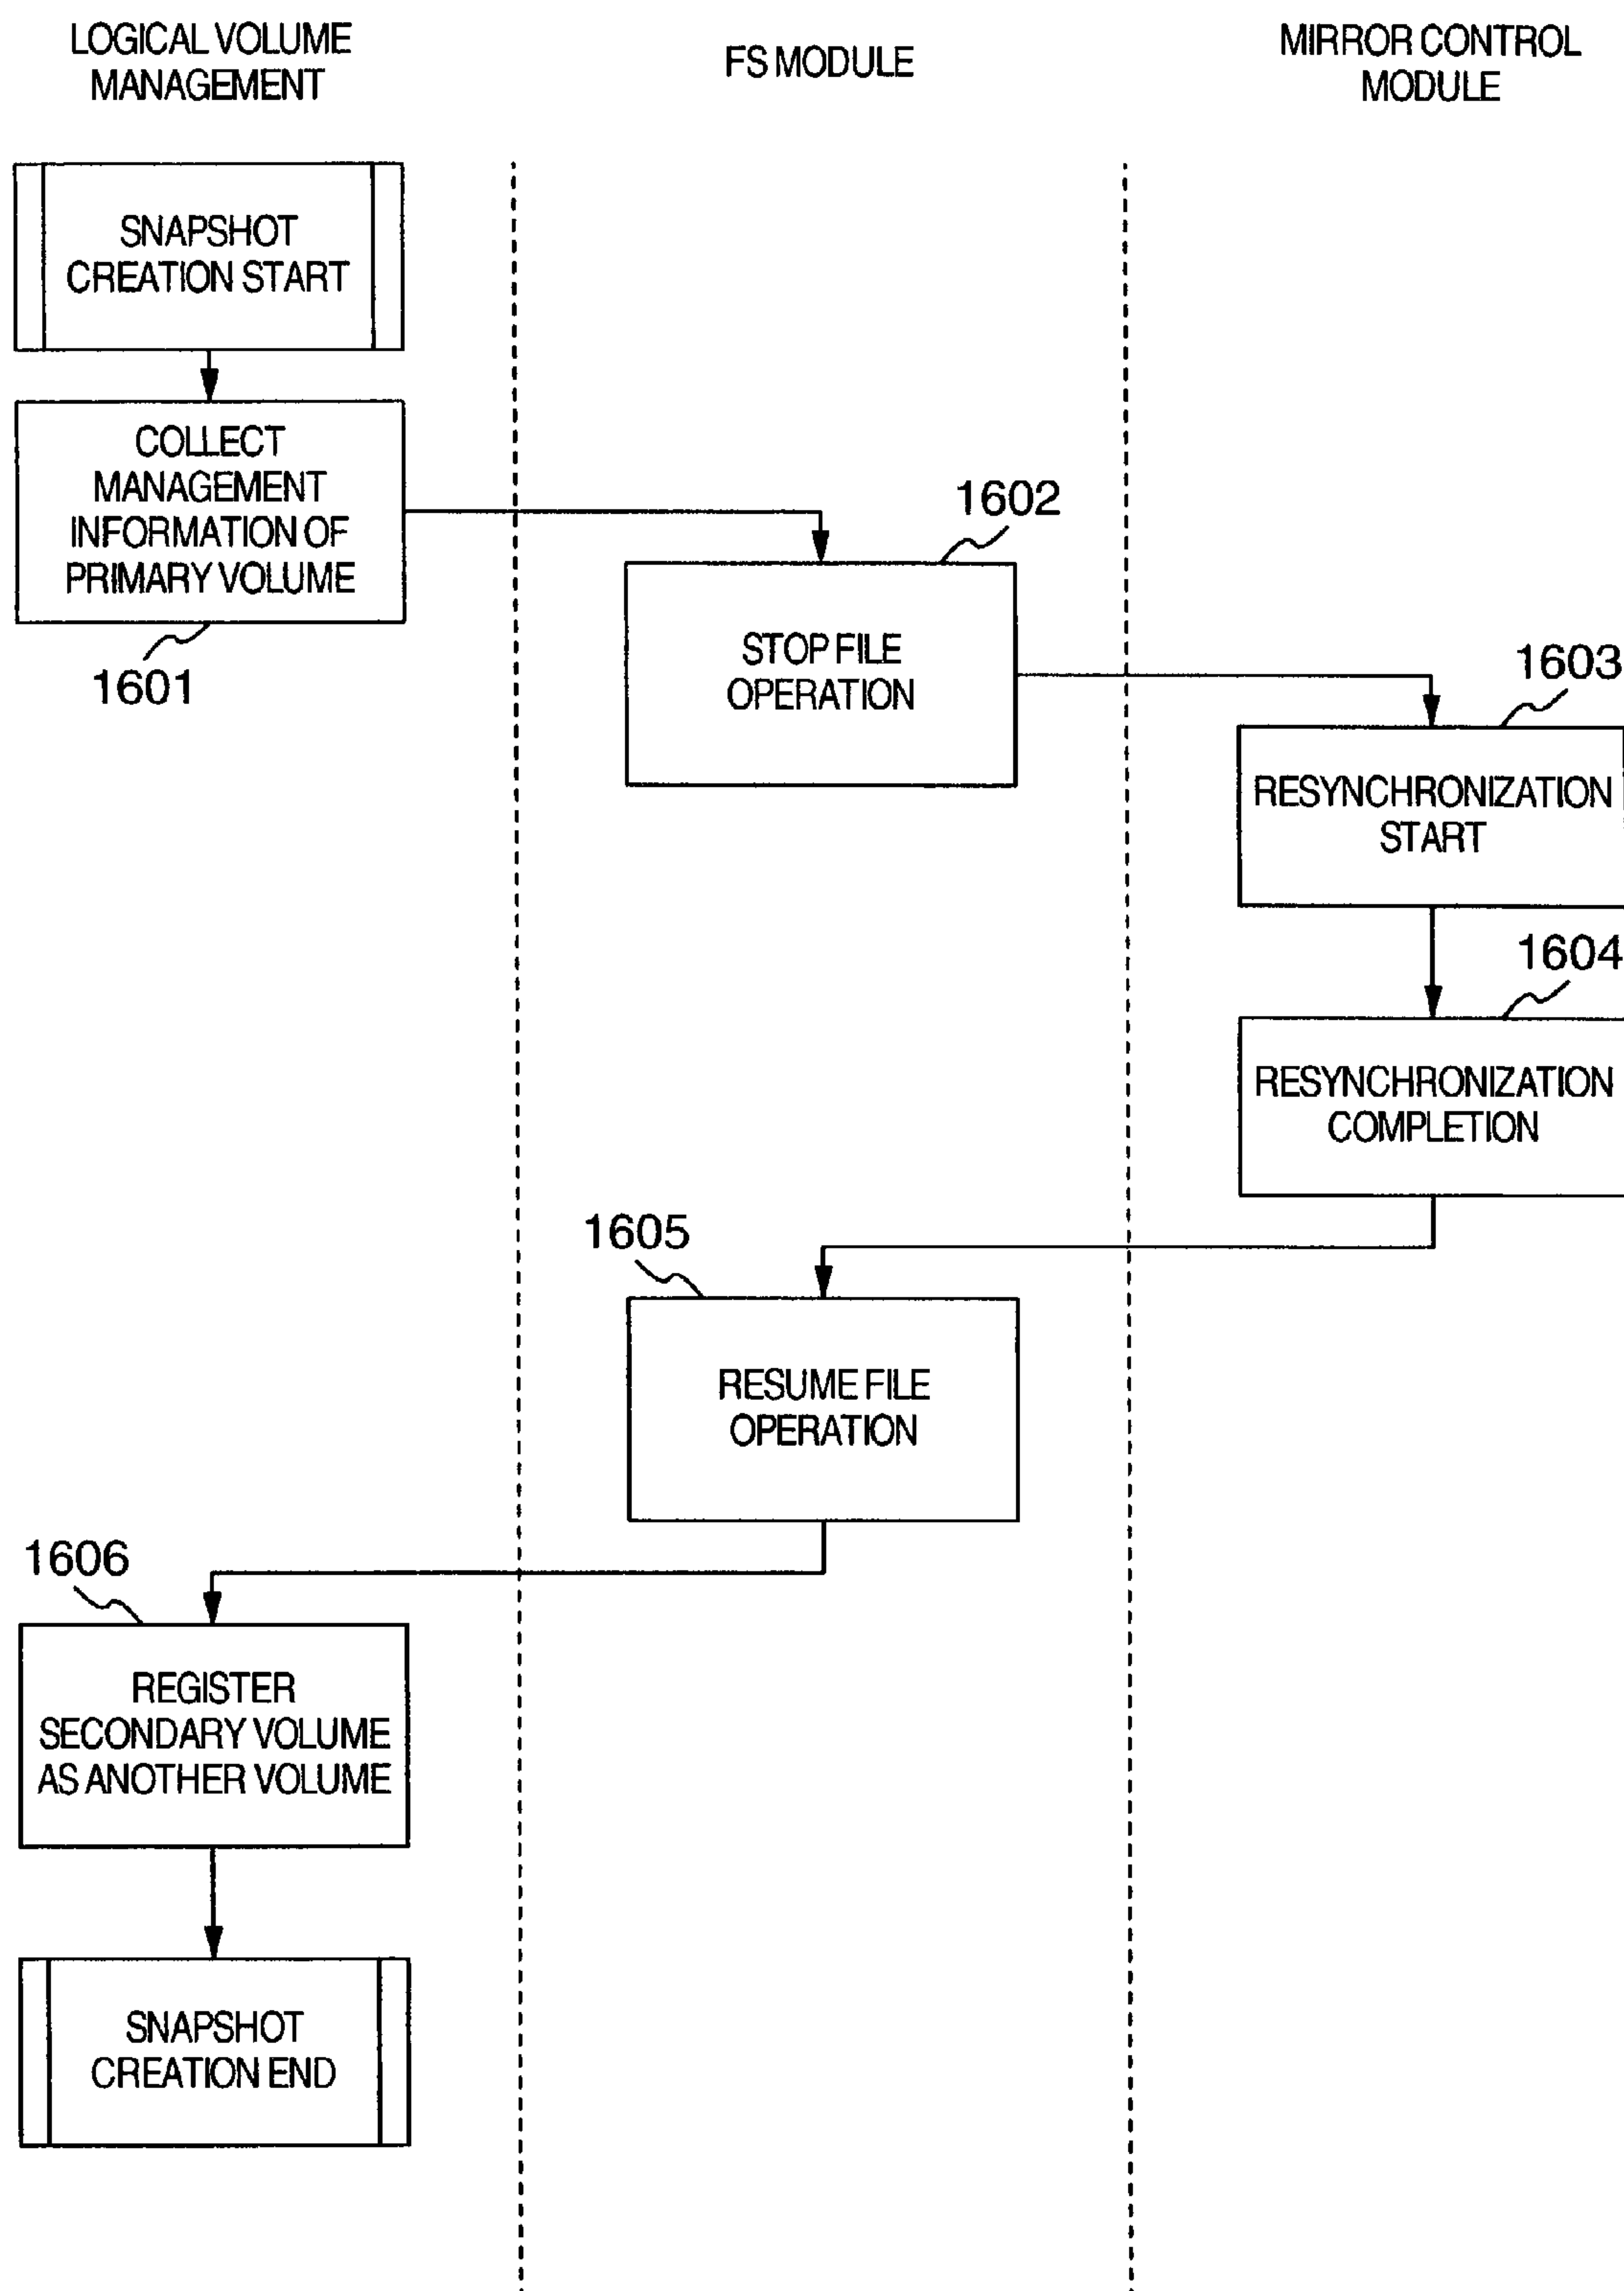 LOGICAL VOLUME
MANAGEMENT
FS MODULE
MIRROR CONTROL
MODULE
SNAPSHOT
CREATION START
COLLECT
MANAGEMENT
INFORMATION OF
PRIMARY VOLUME
1601
1602
STOP FILE
OPERATION
1603
RESYNCHRONIZATION
START
1604
RESYNCHRONIZATION
COMPLETION
1605
RESUME FILE
OPERATION
1606
REGISTER
SECONDARY VOLUME
AS ANOTHER VOLUME
SNAPSHOT
CREATION END